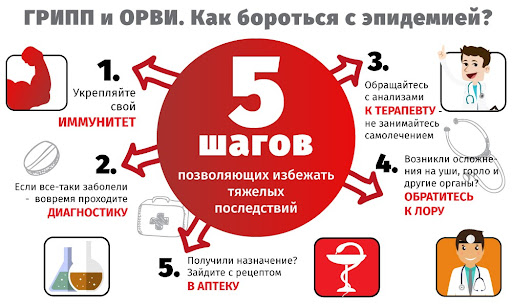 ГРИПП и ОРВИ. Как бороться с эпидемией?
5
шагов
позволяющих избежать
тяжелых
последствий
1.
Укрепляйте
свой
ИММУНИТЕТ
2.
Если все-таки заболели
- вовремя проходите
ДИАГНОСТИКУ
3.
Обращайтесь
с анализами
К ТЕРАПЕВТУ -
не занимайтесь
самолечением
4.
Возникли осложне-
ния на уши, горло и
другие органы?
ОБРАТИТЕСЬ
К ЛОРУ
5.
Получили назначение?
Зайдите с рецептом
В АПТЕКУ